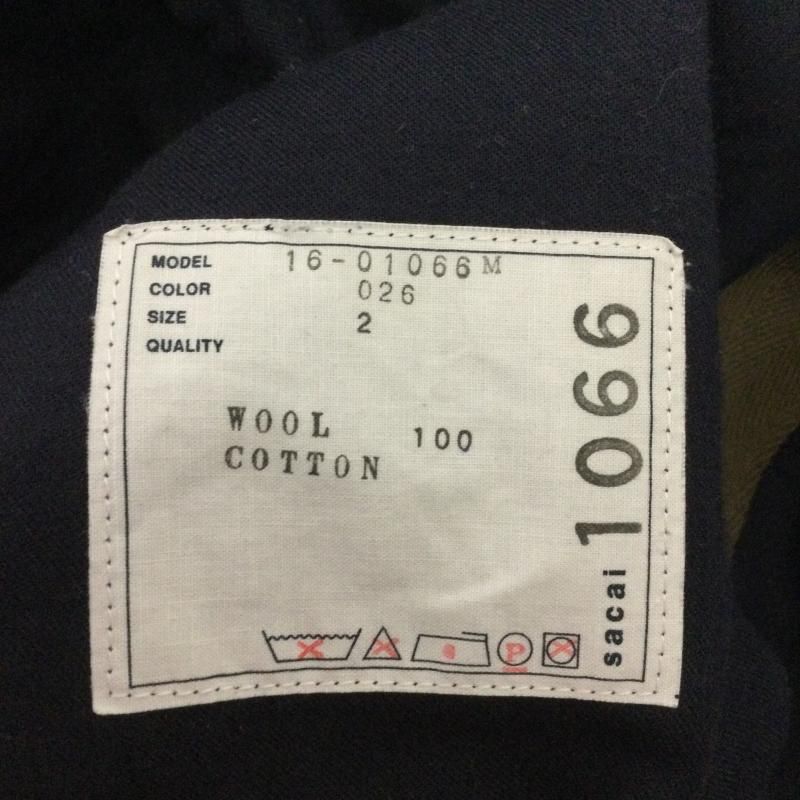 MODEL 16-01066M
COLOR 026
SIZE 2
QUALITY
WOOL 100
COTTON
P
sacai 1066